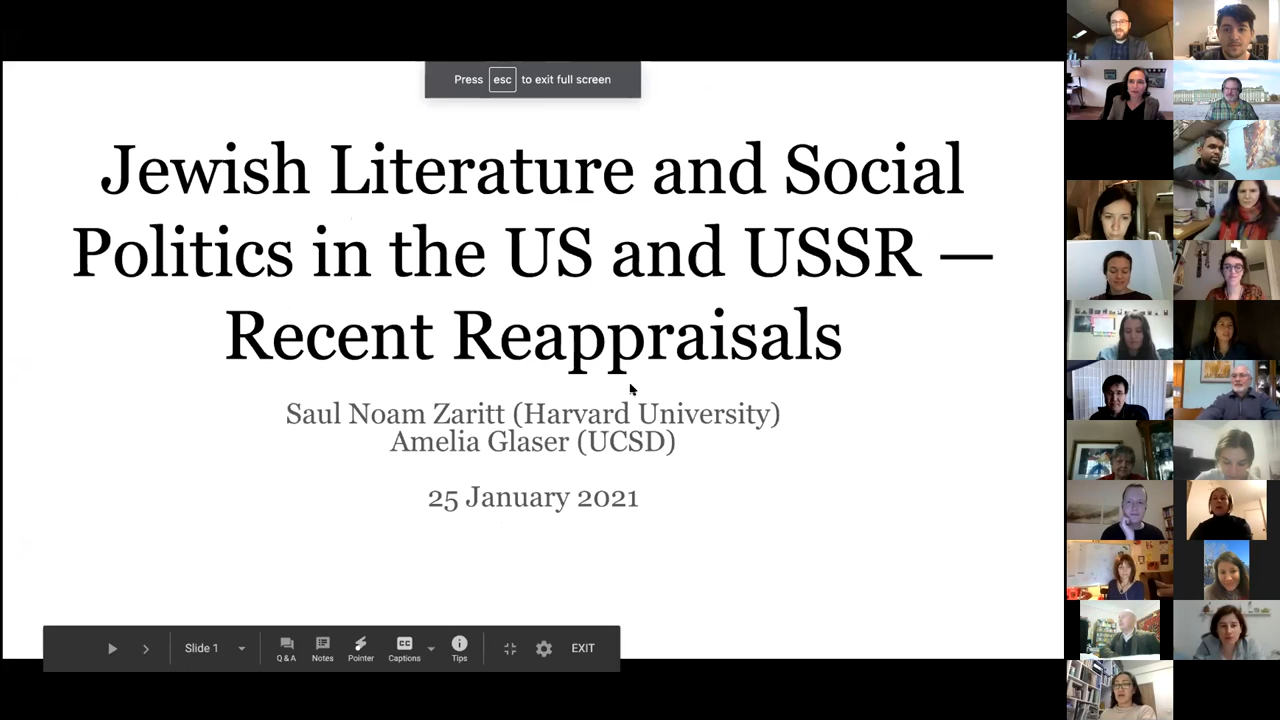 Press esc to exit full screen
Jewish Literature and Social
Politics in the US and USSR —
Recent Reappraisals
Saul Noam Zaritt (Harvard University)
Amelia Glaser (UCSD)
25 January 2021
Slide 1
Q & A
Notes
Pointer
CC
Captions
Tips
EXIT